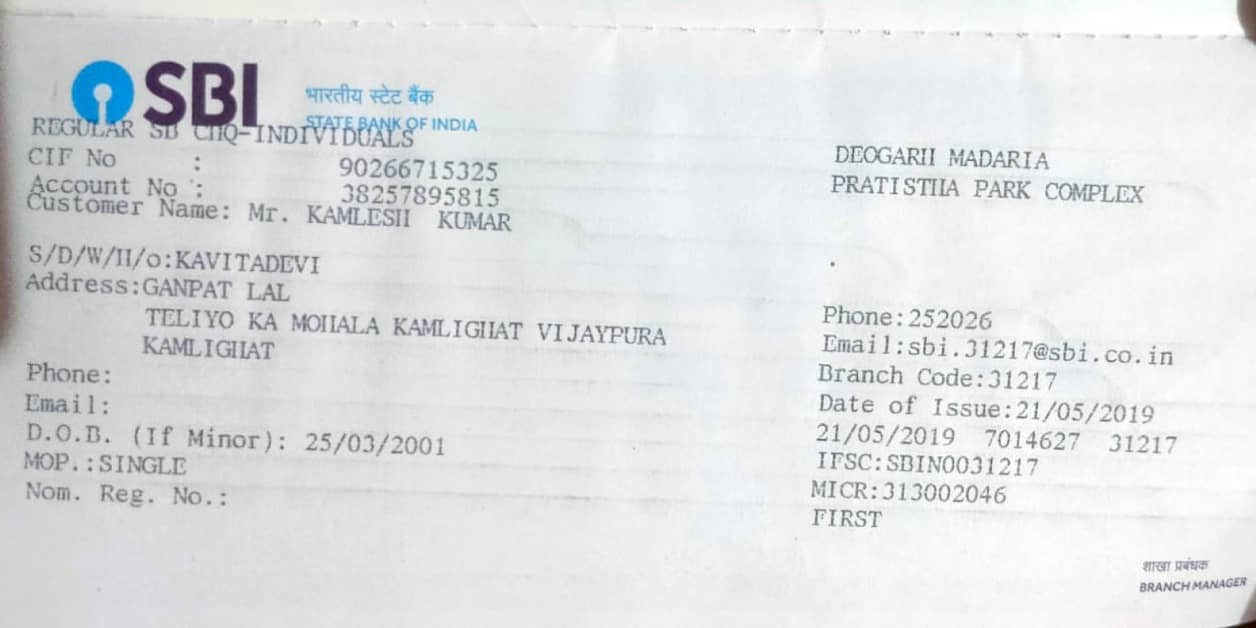 SBI
भारतीय स्टेट बैंक
STATE BANK OF INDIA
REGULAR SB CHQ-INDIVIDUALS
CIF No : 90266715325
Account No : 38257895815
Customer Name: Mr. KAMLESH KUMAR
S/D/W/H/o:KAVITADEVI
Address:GANPAT LAL
TELIYO KA MOHALA KAMLIGHAT VIJAYPURA
KAMLIGHAT
Phone:
Email:
D.O.B. (If Minor): 25/03/2001
MOP.:SINGLE
Nom. Reg. No.:
DEOGARH MADARIA
PRATISTHA PARK COMPLEX
Phone:252026
Email:sbi.31217@sbi.co.in
Branch Code:31217
Date of Issue:21/05/2019
21/05/2019 7014627 31217
IFSC:SBIN0031217
MICR:313002046
FIRST
शाखा प्रबंधक
BRANCH MANAGER